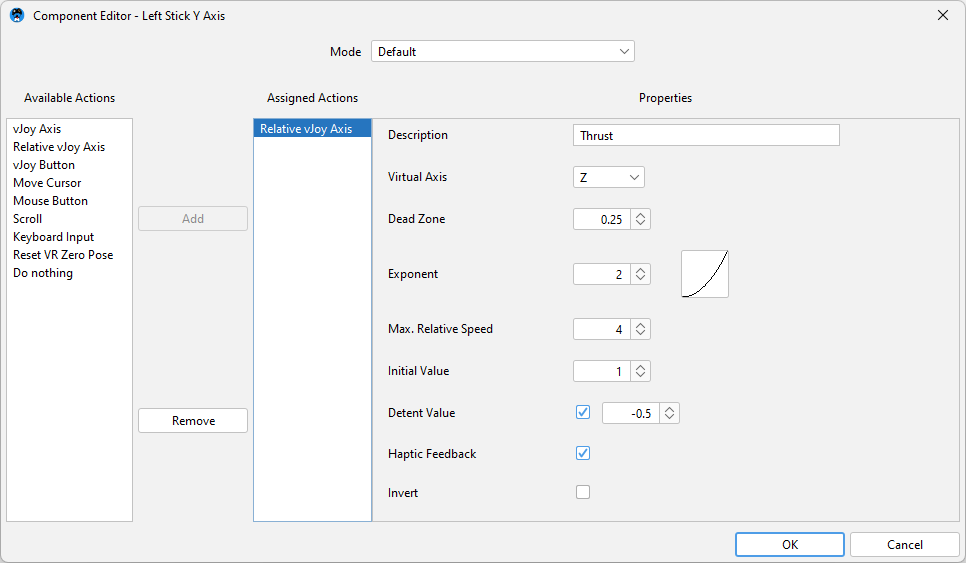 Component Editor - Left Stick Y Axis
Mode Default
Available Actions
Assigned Actions
Properties
vJoy Axis
Relative vJoy Axis
vJoy Button
Move Cursor
Mouse Button
Scroll
Keyboard Input
Reset VR Zero Pose
Do nothing
Add
Remove
Relative vJoy Axis
Description Thrust
Virtual Axis Z
Dead Zone 0.25
Exponent 2
Max. Relative Speed 4
Initial Value 1
Detent Value -0.5
Haptic Feedback
Invert
OK Cancel